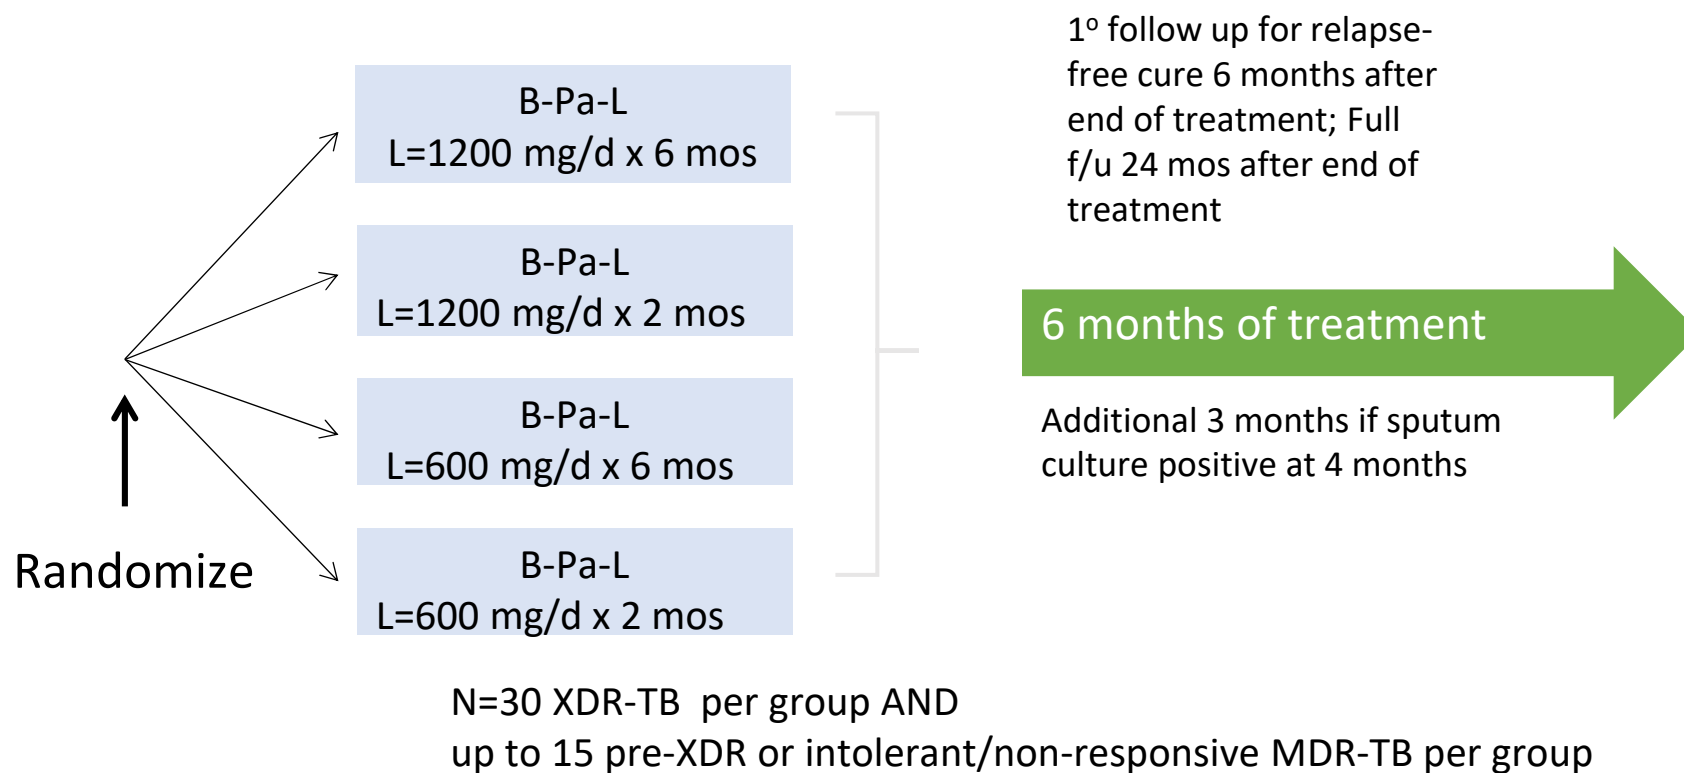 Randomize
B-Pa-L
L=1200 mg/d x 6 mos
B-Pa-L
L=1200 mg/d x 2 mos
B-Pa-L
L=600 mg/d x 6 mos
B-Pa-L
L=600 mg/d x 2 mos
1º follow up for relapse-
free cure 6 months after
end of treatment; Full
f/u 24 mos after end of
treatment
6 months of treatment
Additional 3 months if sputum
culture positive at 4 months
N=30 XDR-TB per group AND
up to 15 pre-XDR or intolerant/non-responsive MDR-TB per group